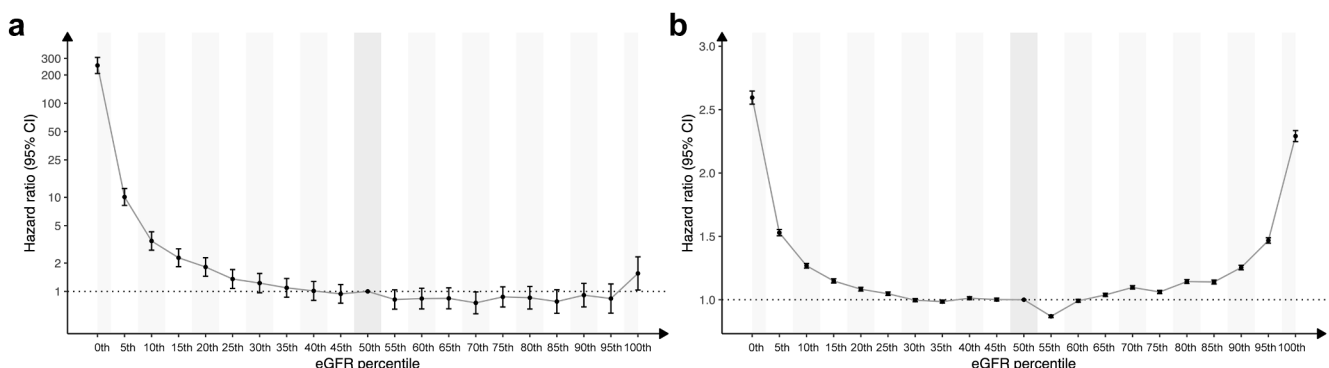 a
Hazard ratio (95% CI)
300
200
100
50
25
10
5
2
1
0th 5th 10th 15th 20th 25th 30th 35th 40th 45th 50th 55th 60th 65th 70th 75th 80th 85th 90th 95th 100th
eGFR percentile
b
Hazard ratio (95% CI)
3.0
2.5
2.0
1.5
1.0
0th 5th 10th 15th 20th 25th 30th 35th 40th 45th 50th 55th 60th 65th 70th 75th 80th 85th 90th 95th 100th
eGFR percentile